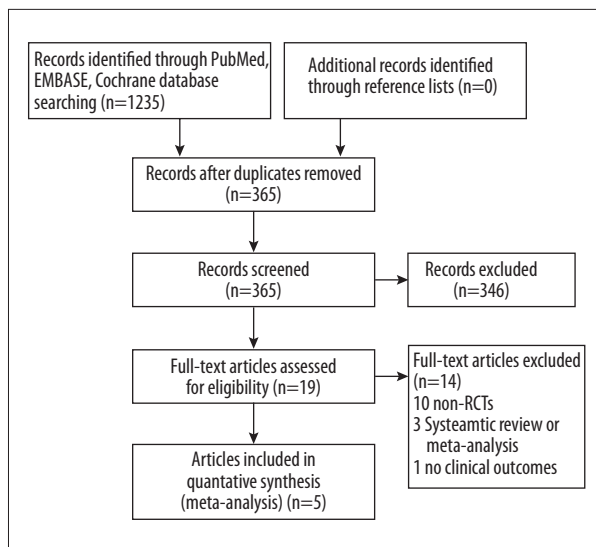 Records identified through PubMed,
EMBASE, Cochrane database
searching (n=1235)
Additional records identified
through reference lists (n=0)
Records after duplicates removed
(n=365)
Records screened
(n=365)
Records excluded
(n=346)
Full-text articles assessed
for eligibility (n=19)
Full-text articles excluded
(n=14)
10 non-RCTs
3 Systeamtic review or
meta-analysis
1 no clinical outcomes
Articles included in
quantative synthesis
(meta-analysis) (n=5)